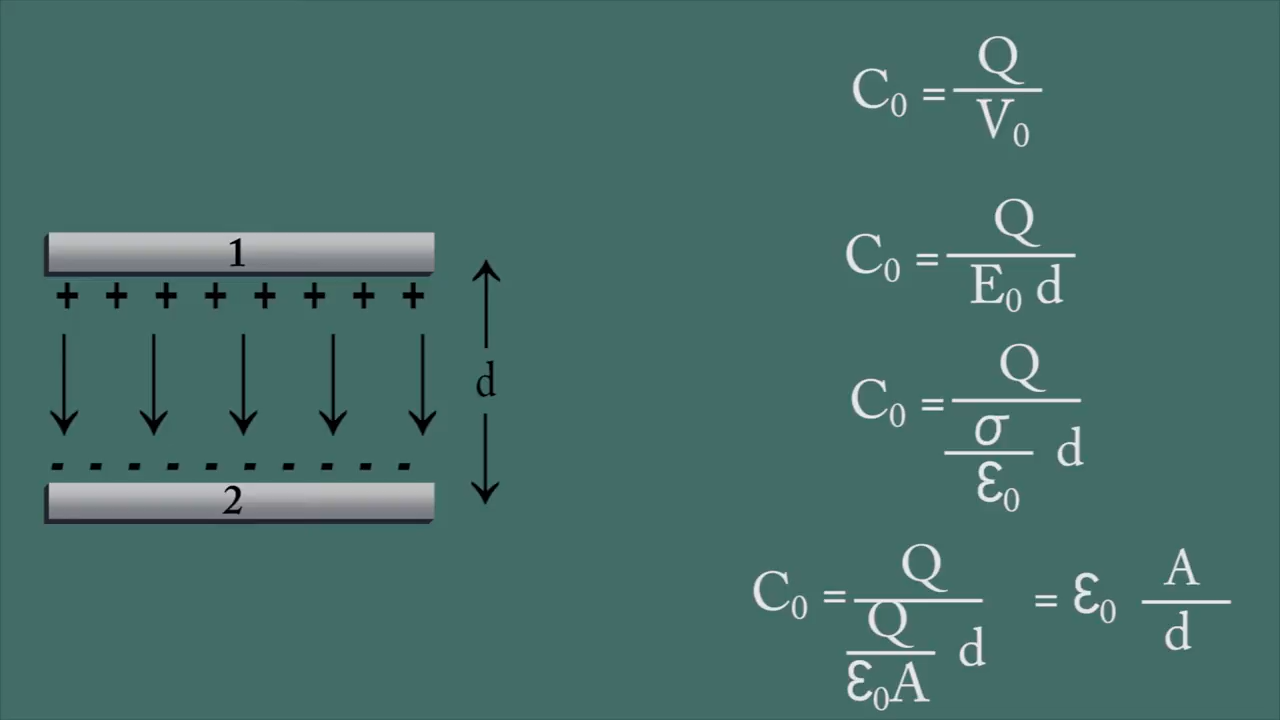 1
+ + + + + + + +
d
- - - - - - - - - -
2
C₀ = Q / V₀
C₀ = Q / E₀ d
C₀ = Q / (σ / ε₀) d
C₀ = Q / (Q / ε₀A) d = ε₀ A / d